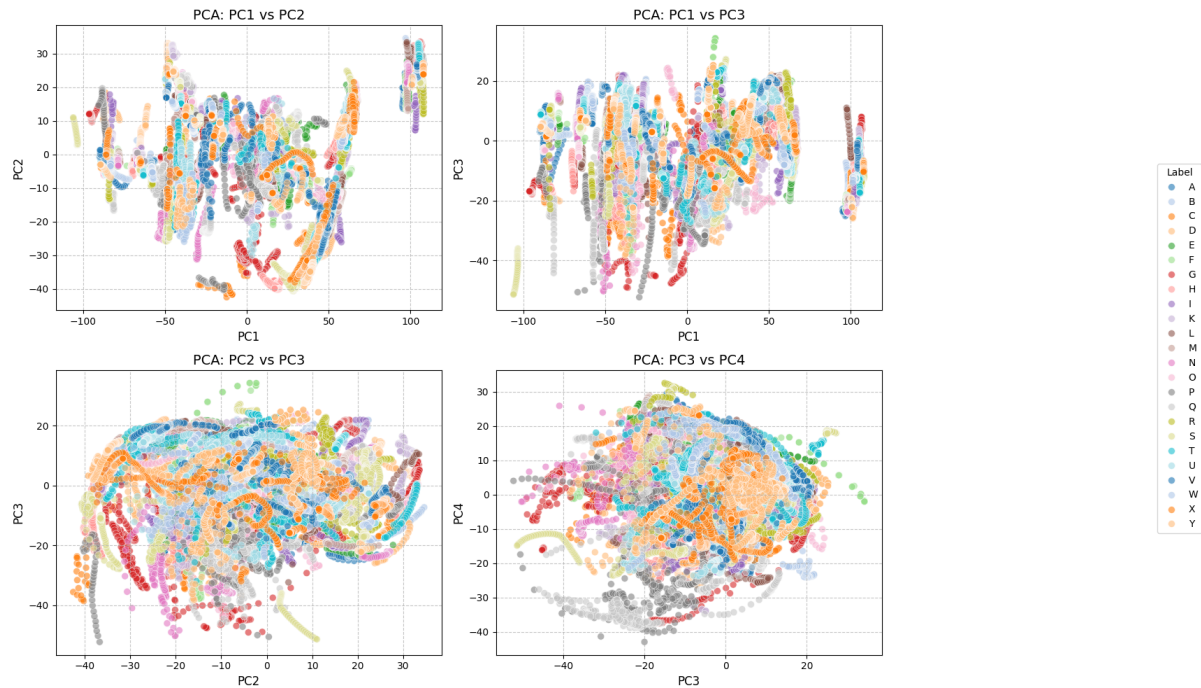 PCA: PC1 vs PC2
30
20
10
0
−10
−20
−30
−40
PC2
−100
−50
0
50
100
PC1
PCA: PC1 vs PC3
20
0
−20
−40
PC3
−100
−50
0
50
100
PC1
PCA: PC2 vs PC3
20
0
−20
−40
PC3
−40
−30
−20
−10
0
10
20
30
PC2
PCA: PC3 vs PC4
30
20
10
0
−10
−20
−30
−40
PC4
−40
−20
0
20
PC3
Label
A
B
C
D
E
F
G
H
I
K
L
M
N
O
P
Q
R
S
T
U
V
W
X
Y